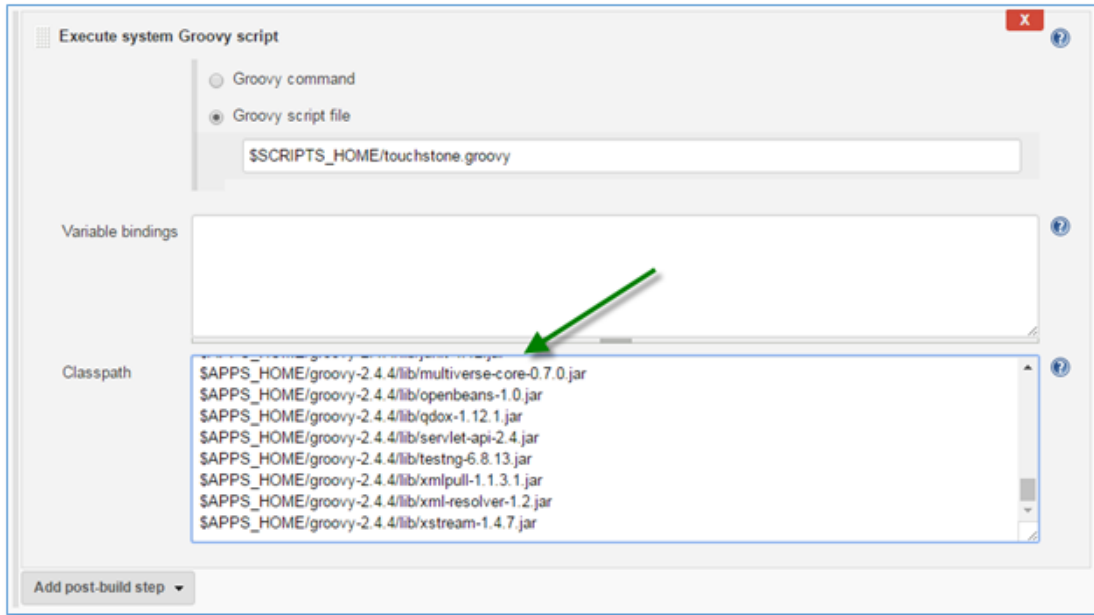 X
Execute system Groovy script
Groovy command
Groovy script file
$SCRIPTS_HOME/touchstone.groovy
Variable bindings
Classpath
$APPS_HOME/groovy-2.4.4/lib/multiverse-core-0.7.0.jar
$APPS_HOME/groovy-2.4.4/lib/openbeans-1.0.jar
$APPS_HOME/groovy-2.4.4/lib/qdox-1.12.1.jar
$APPS_HOME/groovy-2.4.4/lib/servlet-api-2.4.jar
$APPS_HOME/groovy-2.4.4/lib/testng-6.8.13.jar
$APPS_HOME/groovy-2.4.4/lib/xmlpull-1.1.3.1.jar
$APPS_HOME/groovy-2.4.4/lib/xml-resolver-1.2.jar
$APPS_HOME/groovy-2.4.4/lib/xstream-1.4.7.jar
Add post-build step